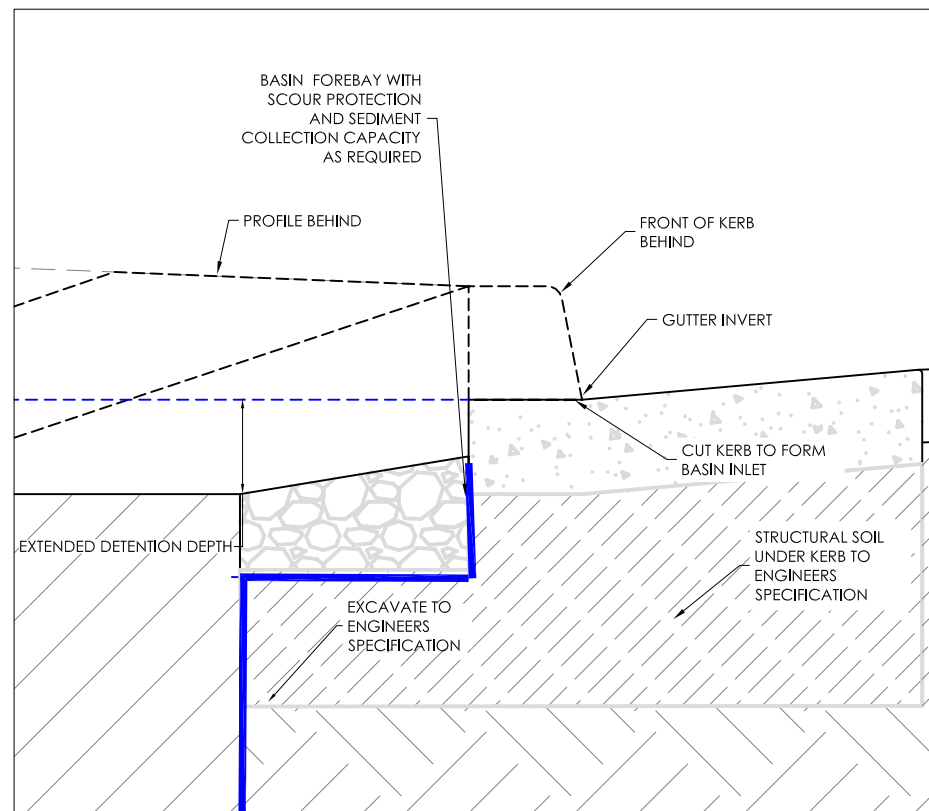 BASIN FOREBAY WITH
SCOUR PROTECTION
AND SEDIMENT
COLLECTION CAPACITY
AS REQUIRED
PROFILE BEHIND
FRONT OF KERB
BEHIND
GUTTER INVERT
CUT KERB TO FORM
BASIN INLET
EXTENDED DETENTION DEPTH
STRUCTURAL SOIL
UNDER KERB TO
ENGINEERS
SPECIFICATION
EXCAVATE TO
ENGINEERS
SPECIFICATION